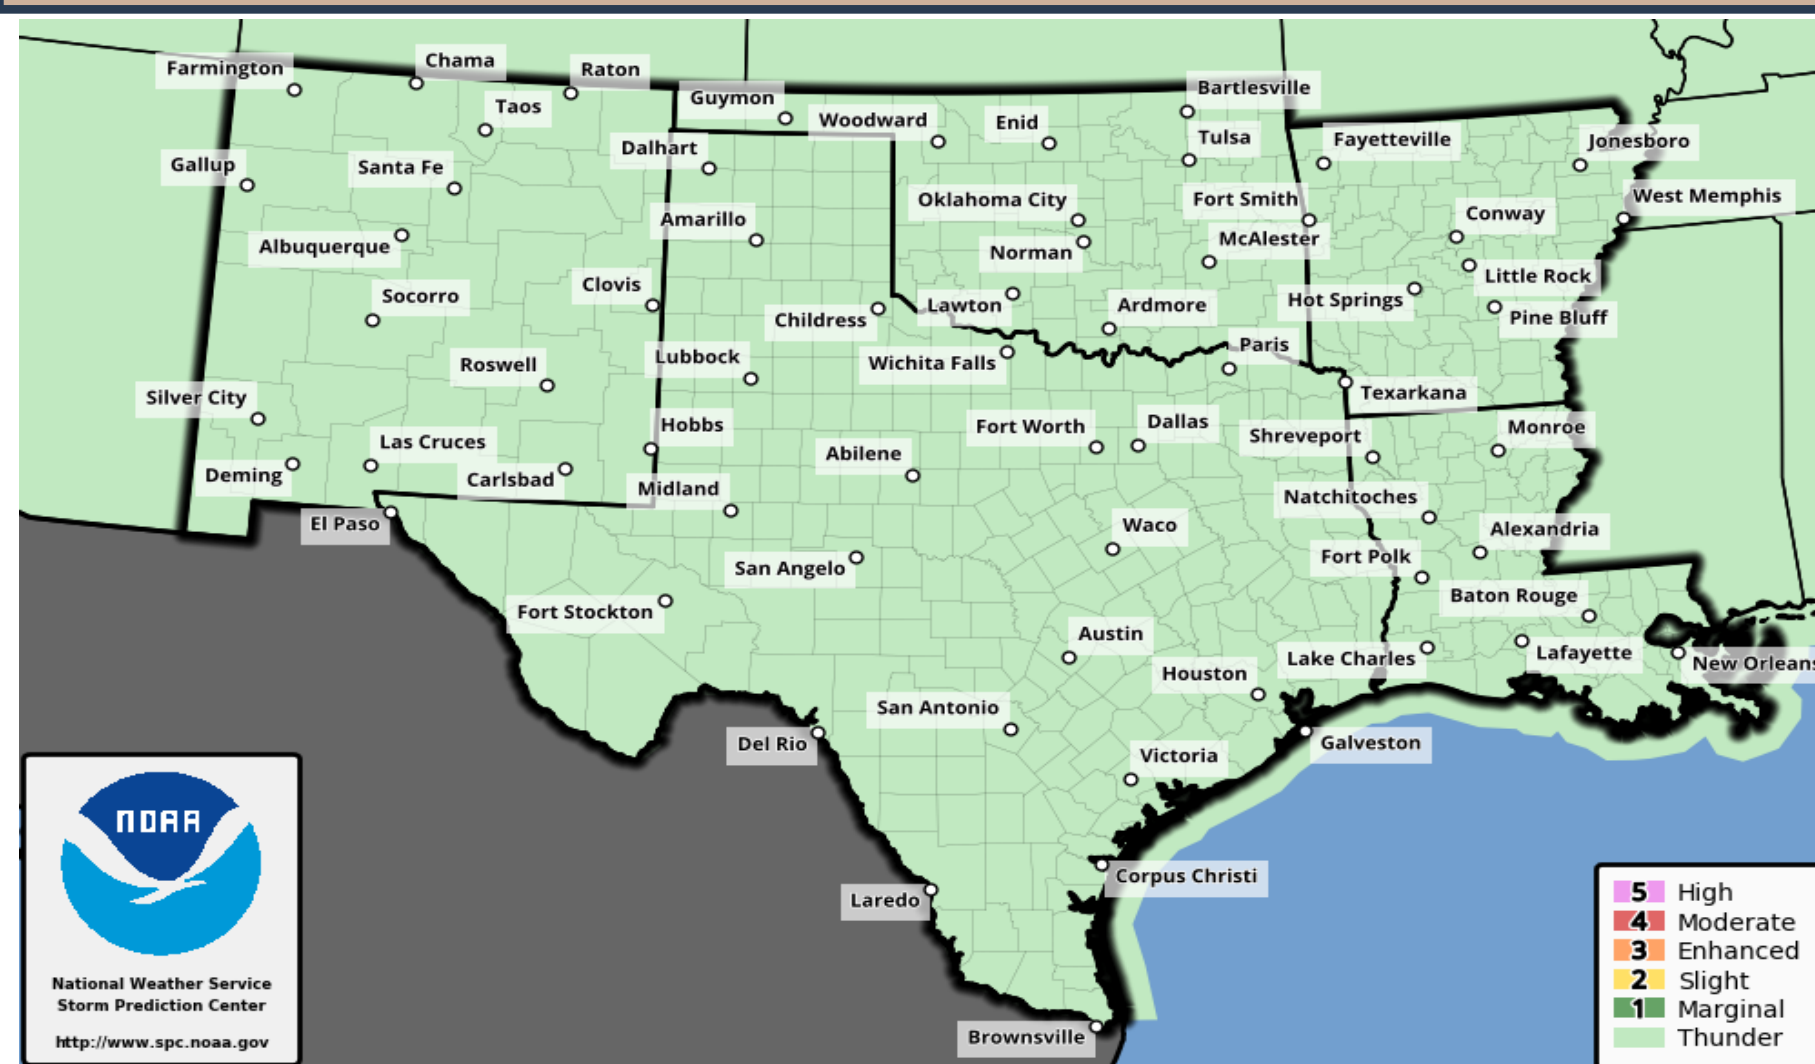 Farmington
Chama
Raton
Taos
Guymon
Woodward
Enid
Bartlesville
Tulsa
Fayetteville
Jonesboro
Gallup
Santa Fe
Dalhart
Oklahoma City
Fort Smith
West Memphis
Conway
Albuquerque
Amarillo
Norman
McAlester
Little Rock
Socorro
Clovis
Childress
Lawton
Ardmore
Hot Springs
Pine Bluff
Roswell
Lubbock
Wichita Falls
Paris
Texarkana
Silver City
Hobbs
Fort Worth
Dallas
Shreveport
Monroe
Las Cruces
Deming
Carlsbad
Midland
Abilene
Natchitoches
El Paso
Waco
Alexandria
San Angelo
Fort Polk
Fort Stockton
Baton Rouge
Austin
Lake Charles
Lafayette
New Orleans
Houston
San Antonio
Del Rio
Victoria
Galveston
Laredo
Corpus Christi
Brownsville
NOAA
National Weather Service
Storm Prediction Center
http://www.spc.noaa.gov
5 High
4 Moderate
3 Enhanced
2 Slight
1 Marginal
Thunder